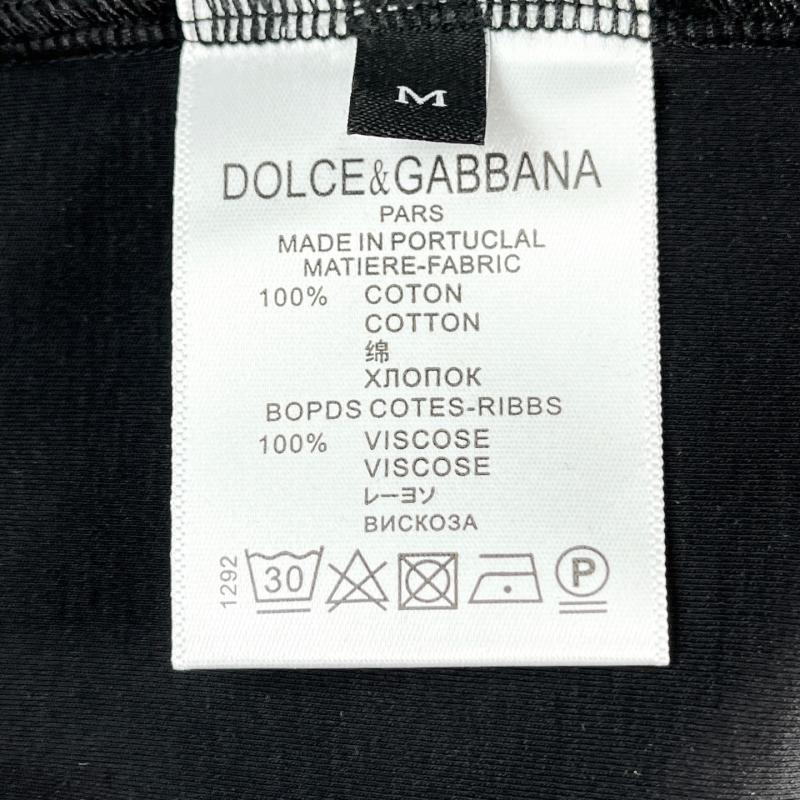 M
DOLCE&GABBANA
PARS
MADE IN PORTUCLAL
MATIERE-FABRIC
100% COTON
COTTON
绵
ХЛОПОК
BOPDS COTES-RIBBS
100% VISCOSE
VISCOSE
レーヨソ
ВИСКОЗА
1292
30
P